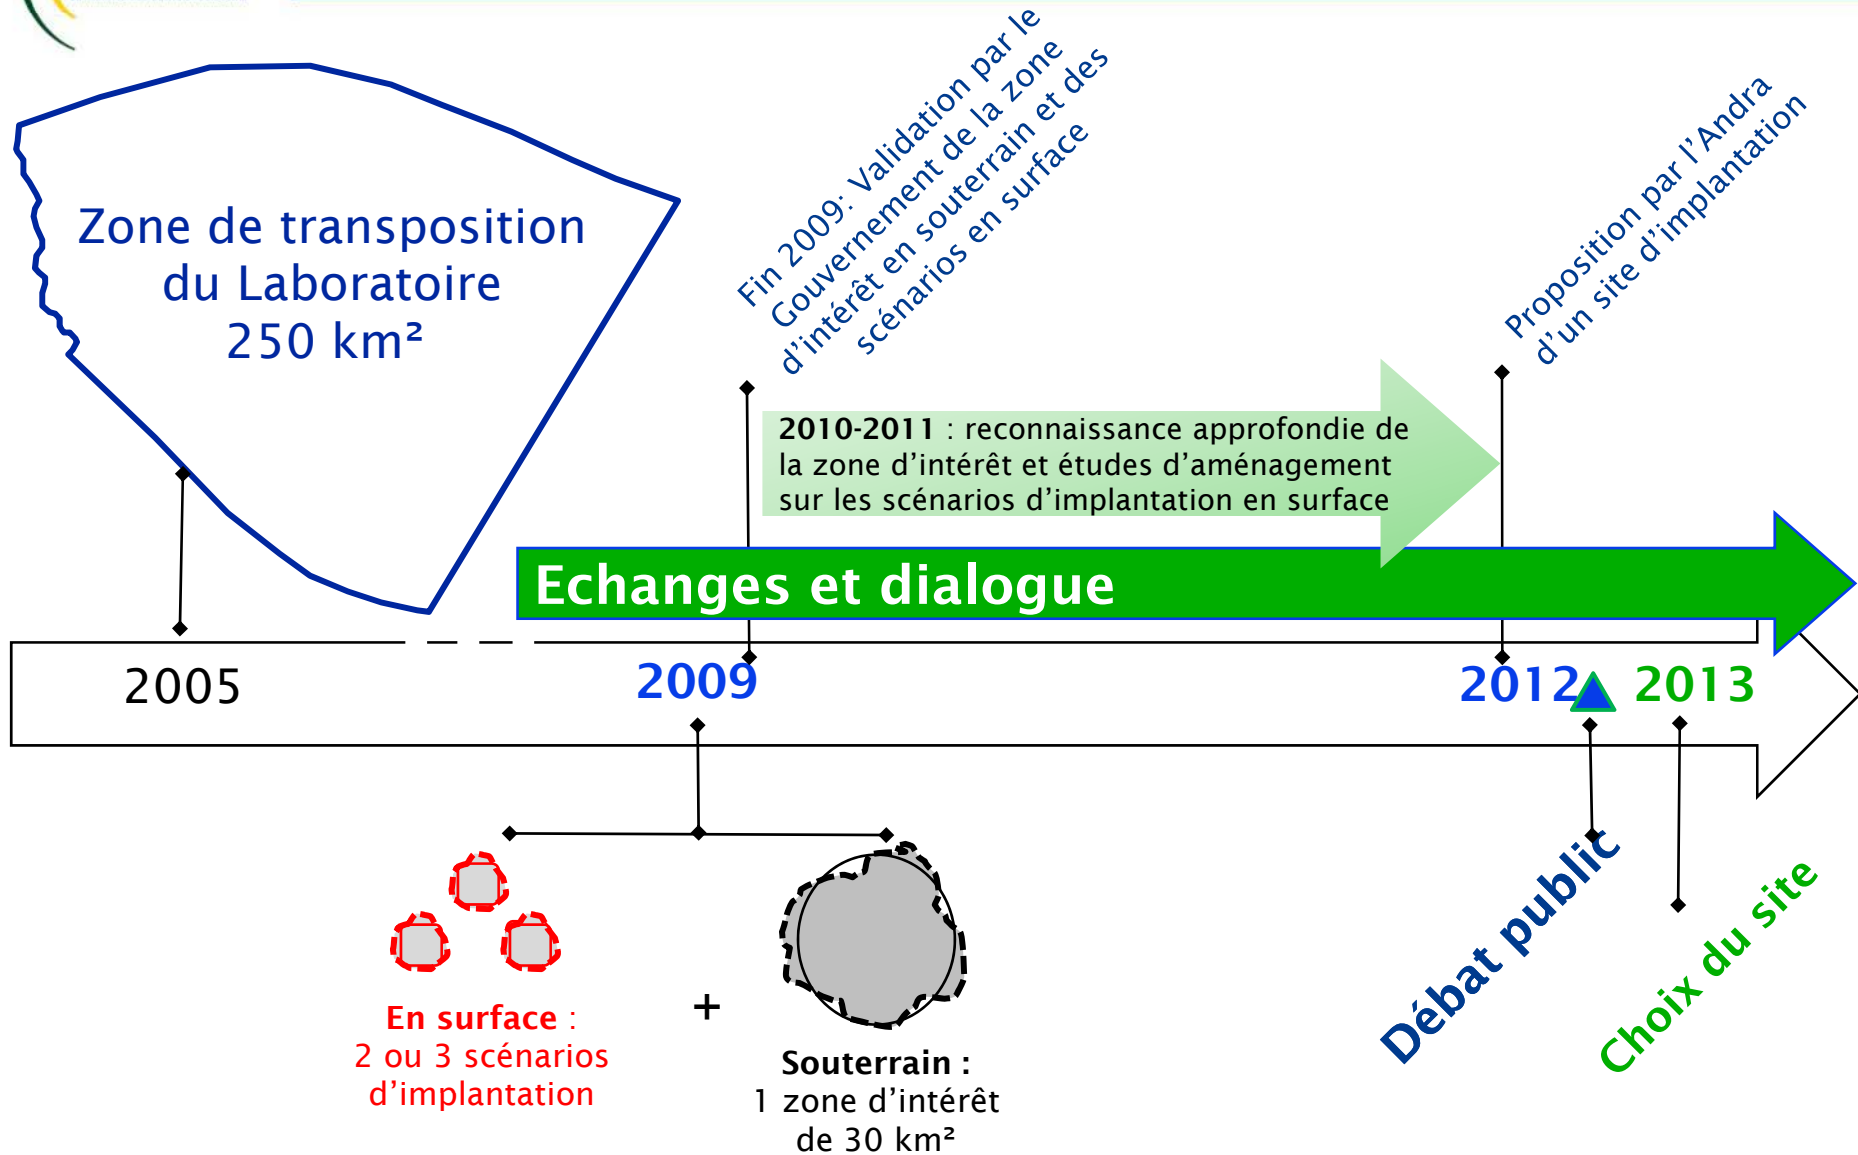 Zone de transposition
du Laboratoire
250 km²
Fin 2009: Validation par le
Gouvernement de la zone
d’intérêt en souterrain et des
scénarios en surface
Proposition par l’Andra
d’un site d’implantation
2010-2011 : reconnaissance approfondie de
la zone d’intérêt et études d’aménagement
sur les scénarios d’implantation en surface
Echanges et dialogue
2005
2009
2012
2013
En surface :
2 ou 3 scénarios
d’implantation
+
Souterrain :
1 zone d’intérêt
de 30 km²
Débat public
Choix du site